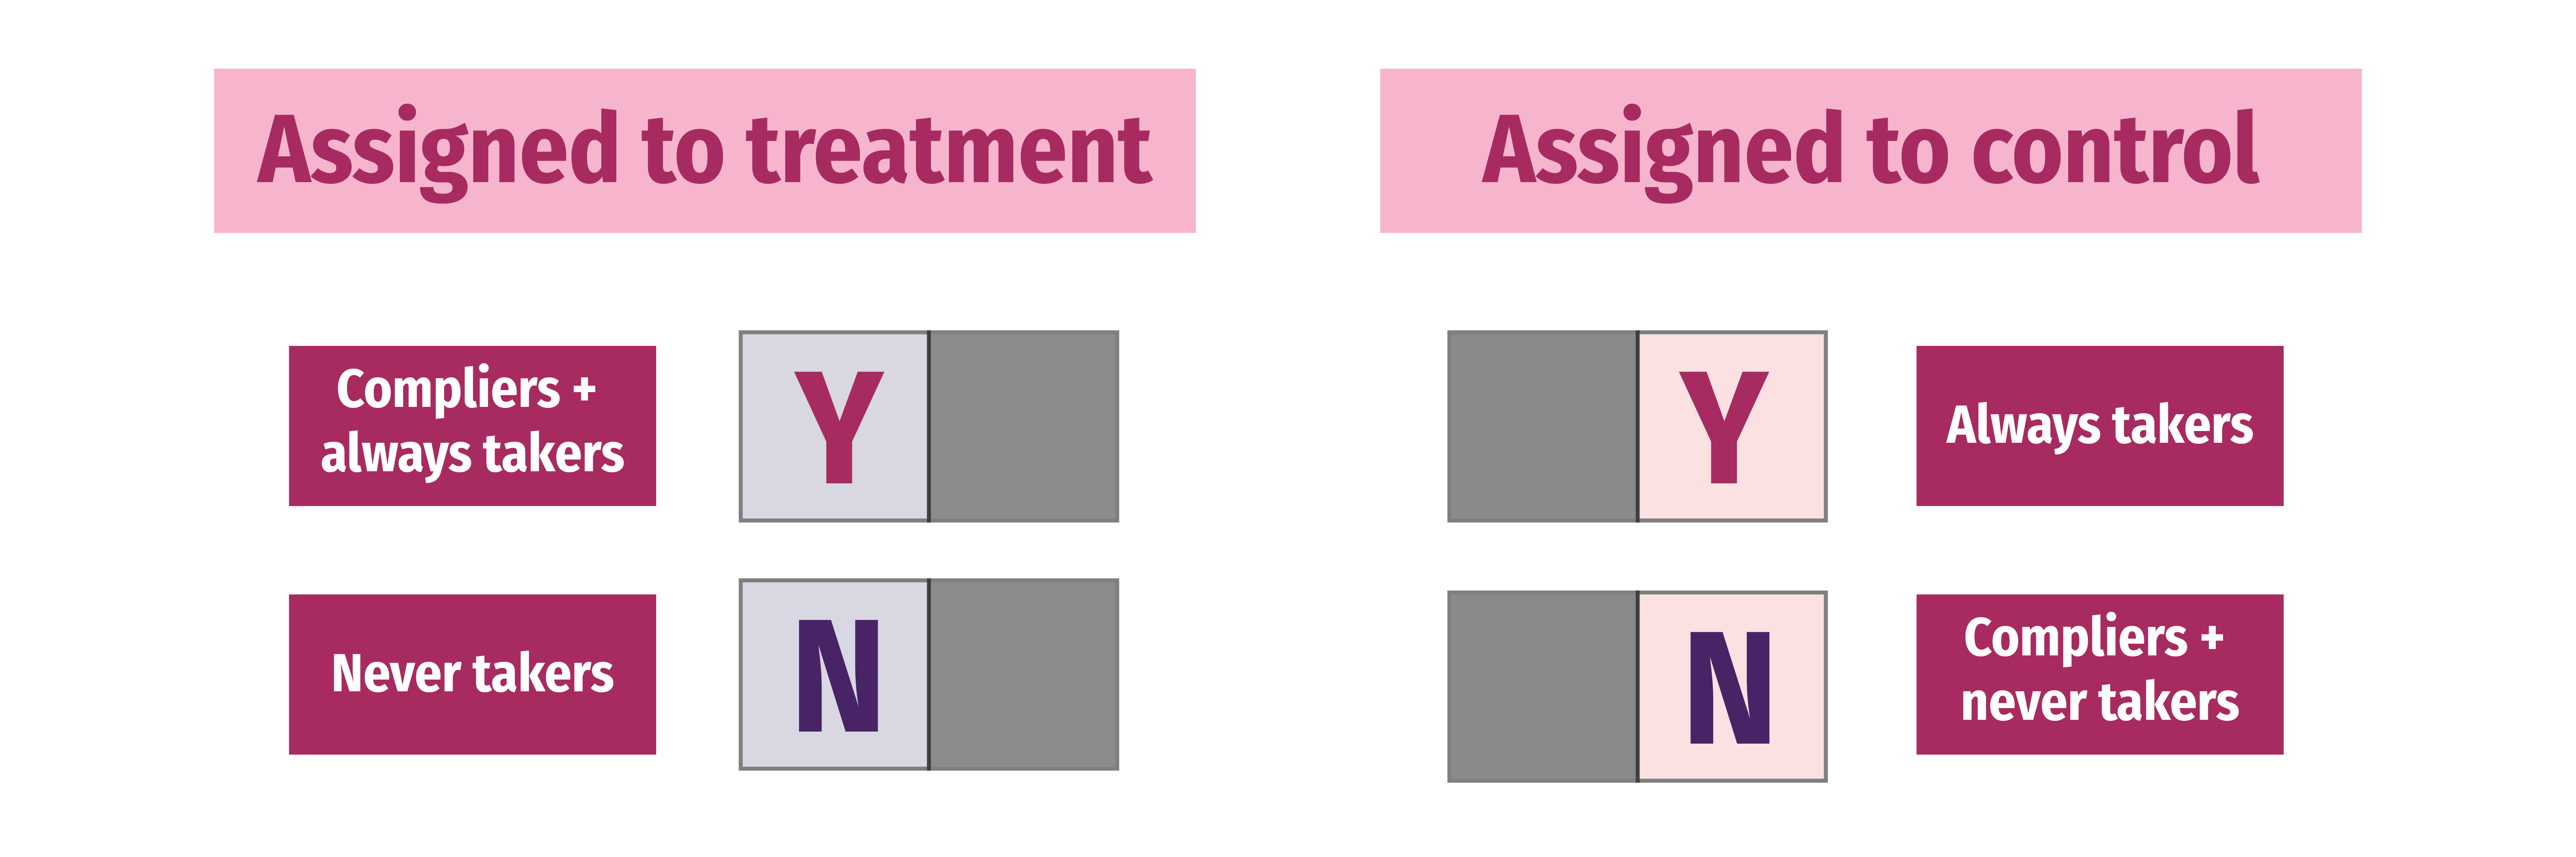 Assigned to treatment
Assigned to control
Compliers +
always takers
Y
Y
Always takers
Never takers
N
N
Compliers +
never takers